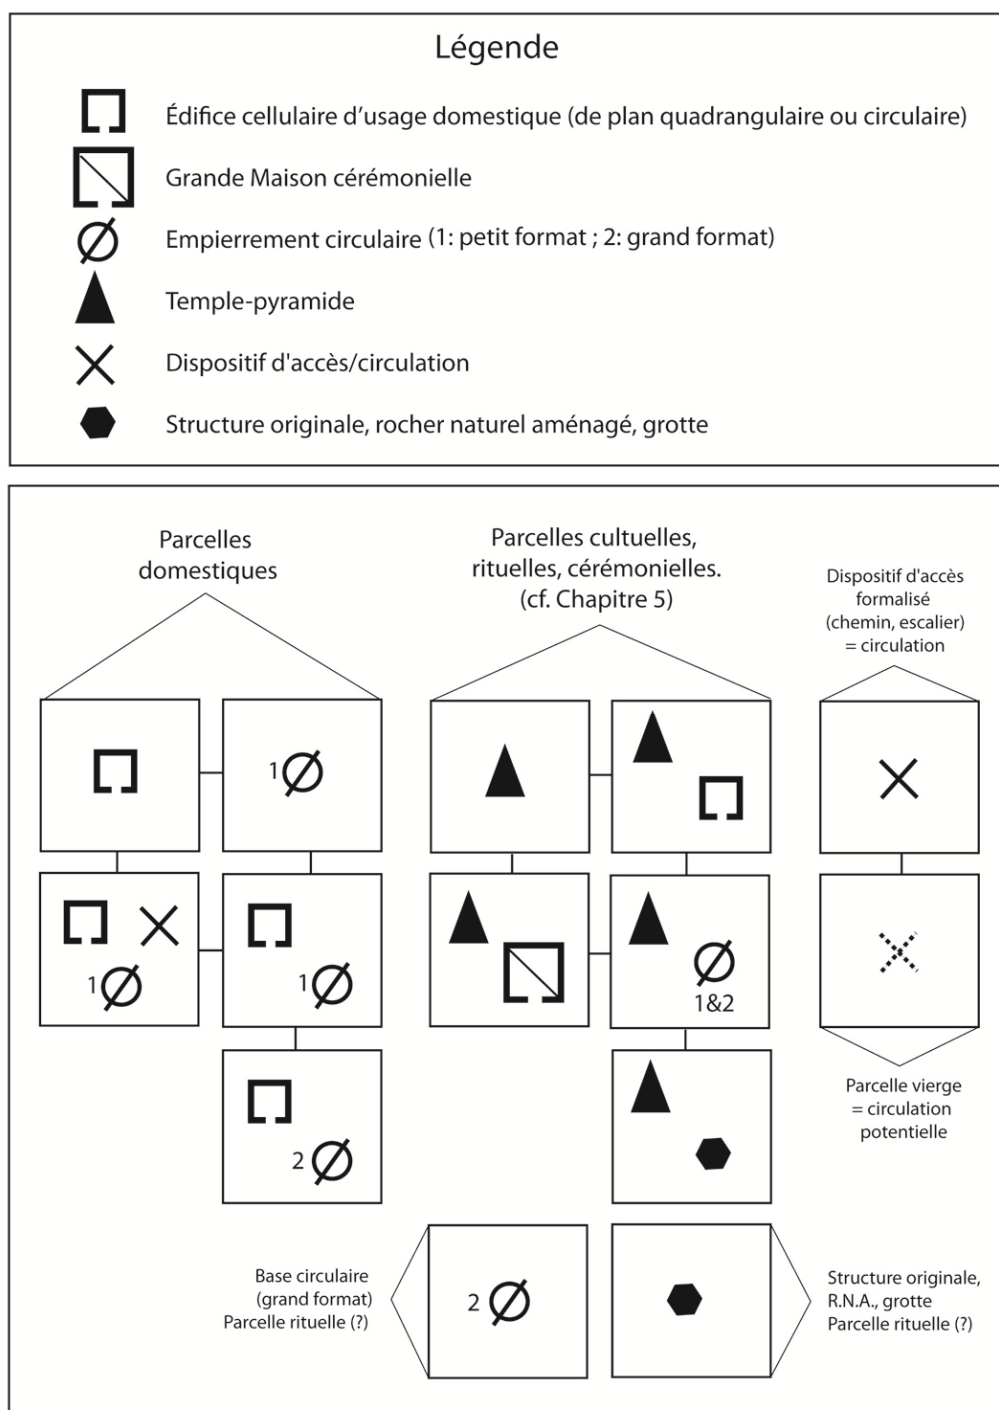 Légende
Édifice cellulaire d’usage domestique (de plan quadrangulaire ou circulaire)
Grande Maison cérémonielle
Empierrement circulaire (1: petit format ; 2: grand format)
Temple-pyramide
Dispositif d'accès/circulation
Structure originale, rocher naturel aménagé, grotte
Parcelles
domestiques
Parcelles cultuelles,
rituelles, cérémonielles.
(cf. Chapitre 5)
Dispositif d'accès
formalisé
(chemin, escalier)
= circulation
1
1
1
1&2
2
Parcelle vierge
= circulation
potentielle
Base circulaire
(grand format)
Parcelle rituelle (?)
2
Structure originale,
R.N.A., grotte
Parcelle rituelle (?)